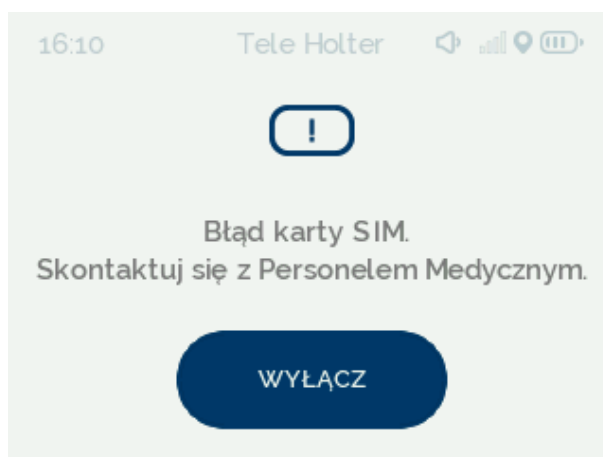 16:10 Tele Holter
!
Błąd karty SIM.
Skontaktuj się z Personelem Medycznym.
WYŁĄCZ